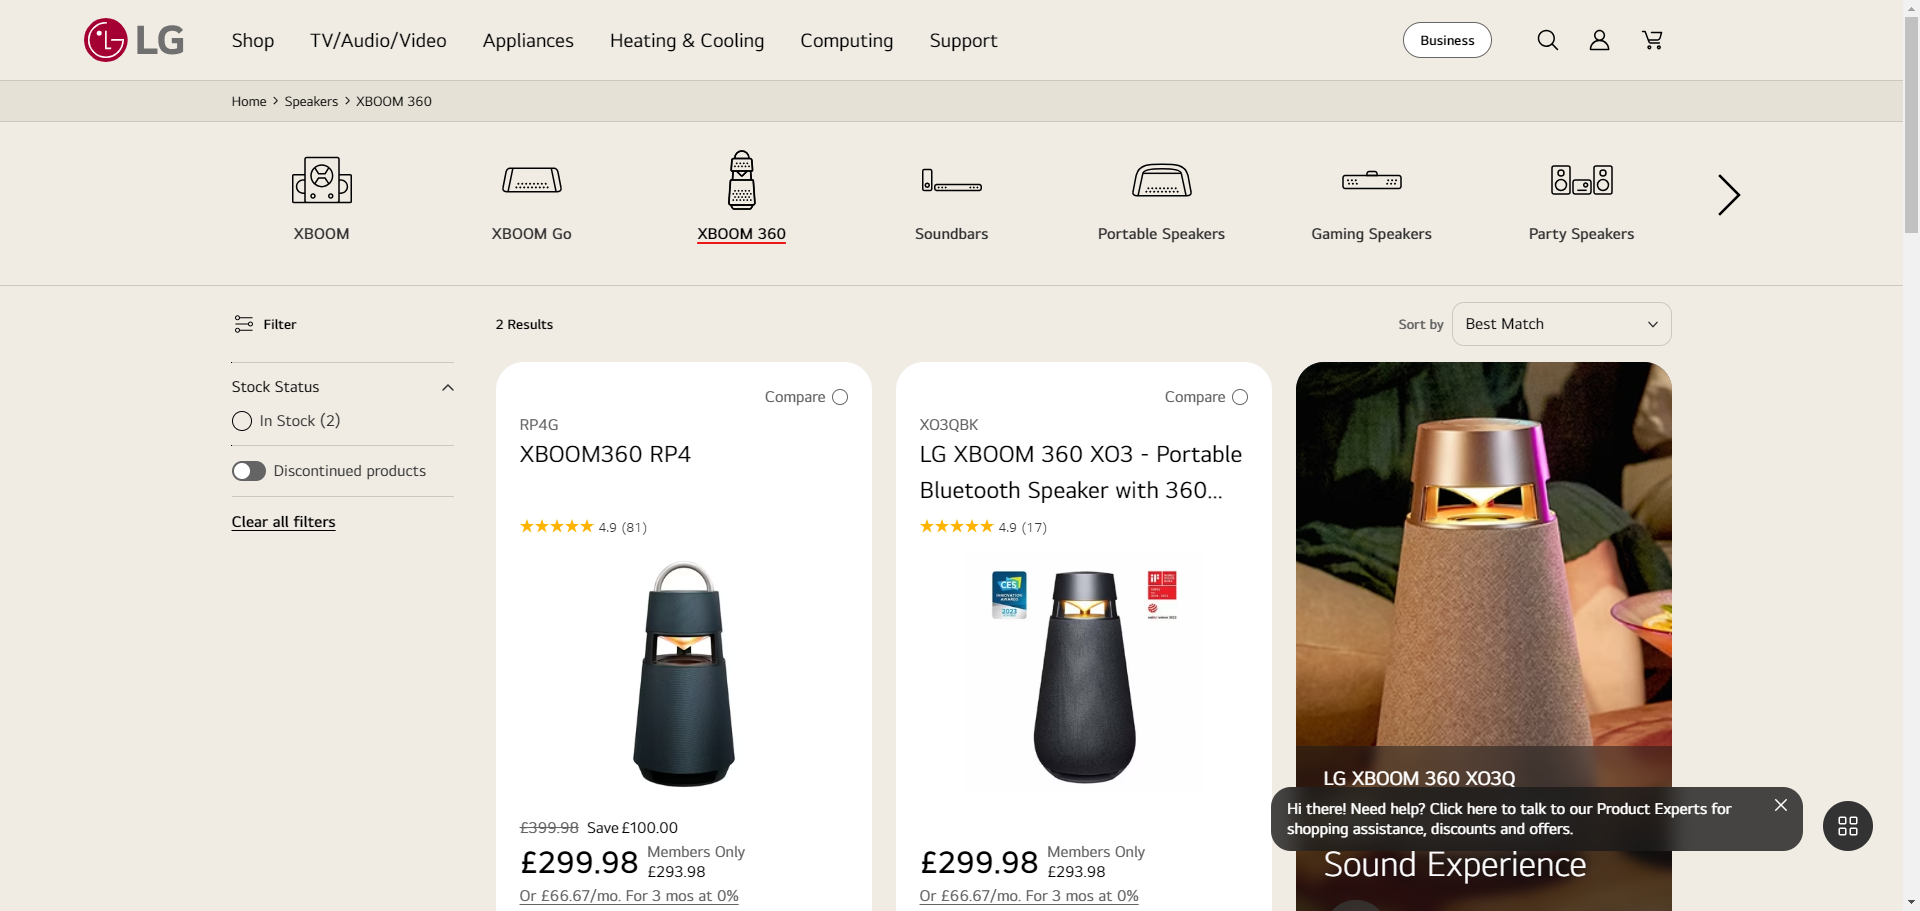 LG
Shop
TV/Audio/Video
Appliances
Heating & Cooling
Computing
Support
Business
Home > Speakers > XBOOM 360
XBOOM
XBOOM Go
XBOOM 360
Soundbars
Portable Speakers
Gaming Speakers
Party Speakers
Filter
2 Results
Sort by
Best Match
Stock Status
In Stock (2)
Discontinued products
Clear all filters
Compare
RP4G
XBOOM360 RP4
4.9 (81)
£399.98 Save £100.00
£299.98
Members Only
£293.98
Or £66.67/mo. For 3 mos at 0%
Compare
XO3QBK
LG XBOOM 360 XO3 - Portable
Bluetooth Speaker with 360...
4.9 (17)
CES
INNOVATION
AWARDS
2023
iF
£299.98
Members Only
£293.98
Or £66.67/mo. For 3 mos at 0%
LG XBOOM 360 XO3Q
Hi there! Need help? Click here to talk to our Product Experts for
shopping assistance, discounts and offers.
Sound Experience